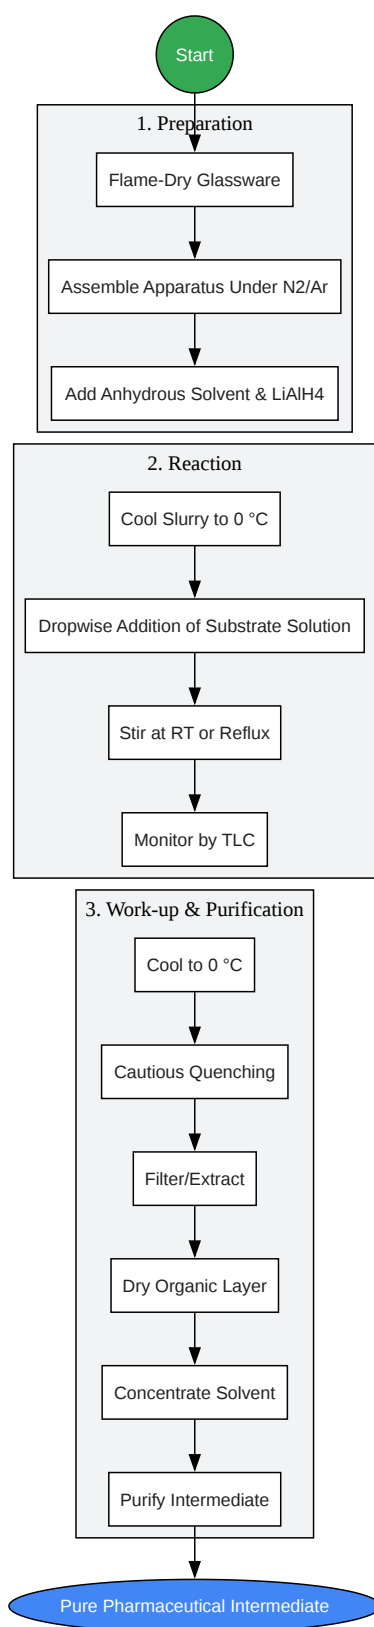 Start
1. Preparation
Flame-Dry Glassware
Assemble Apparatus Under N2/Ar
Add Anhydrous Solvent & LiAlH4
2. Reaction
Cool Slurry to 0 °C
Dropwise Addition of Substrate Solution
Stir at RT or Reflux
Monitor by TLC
3. Work-up & Purification
Cool to 0 °C
Cautious Quenching
Filter/Extract
Dry Organic Layer
Concentrate Solvent
Purify Intermediate
Pure Pharmaceutical Intermediate